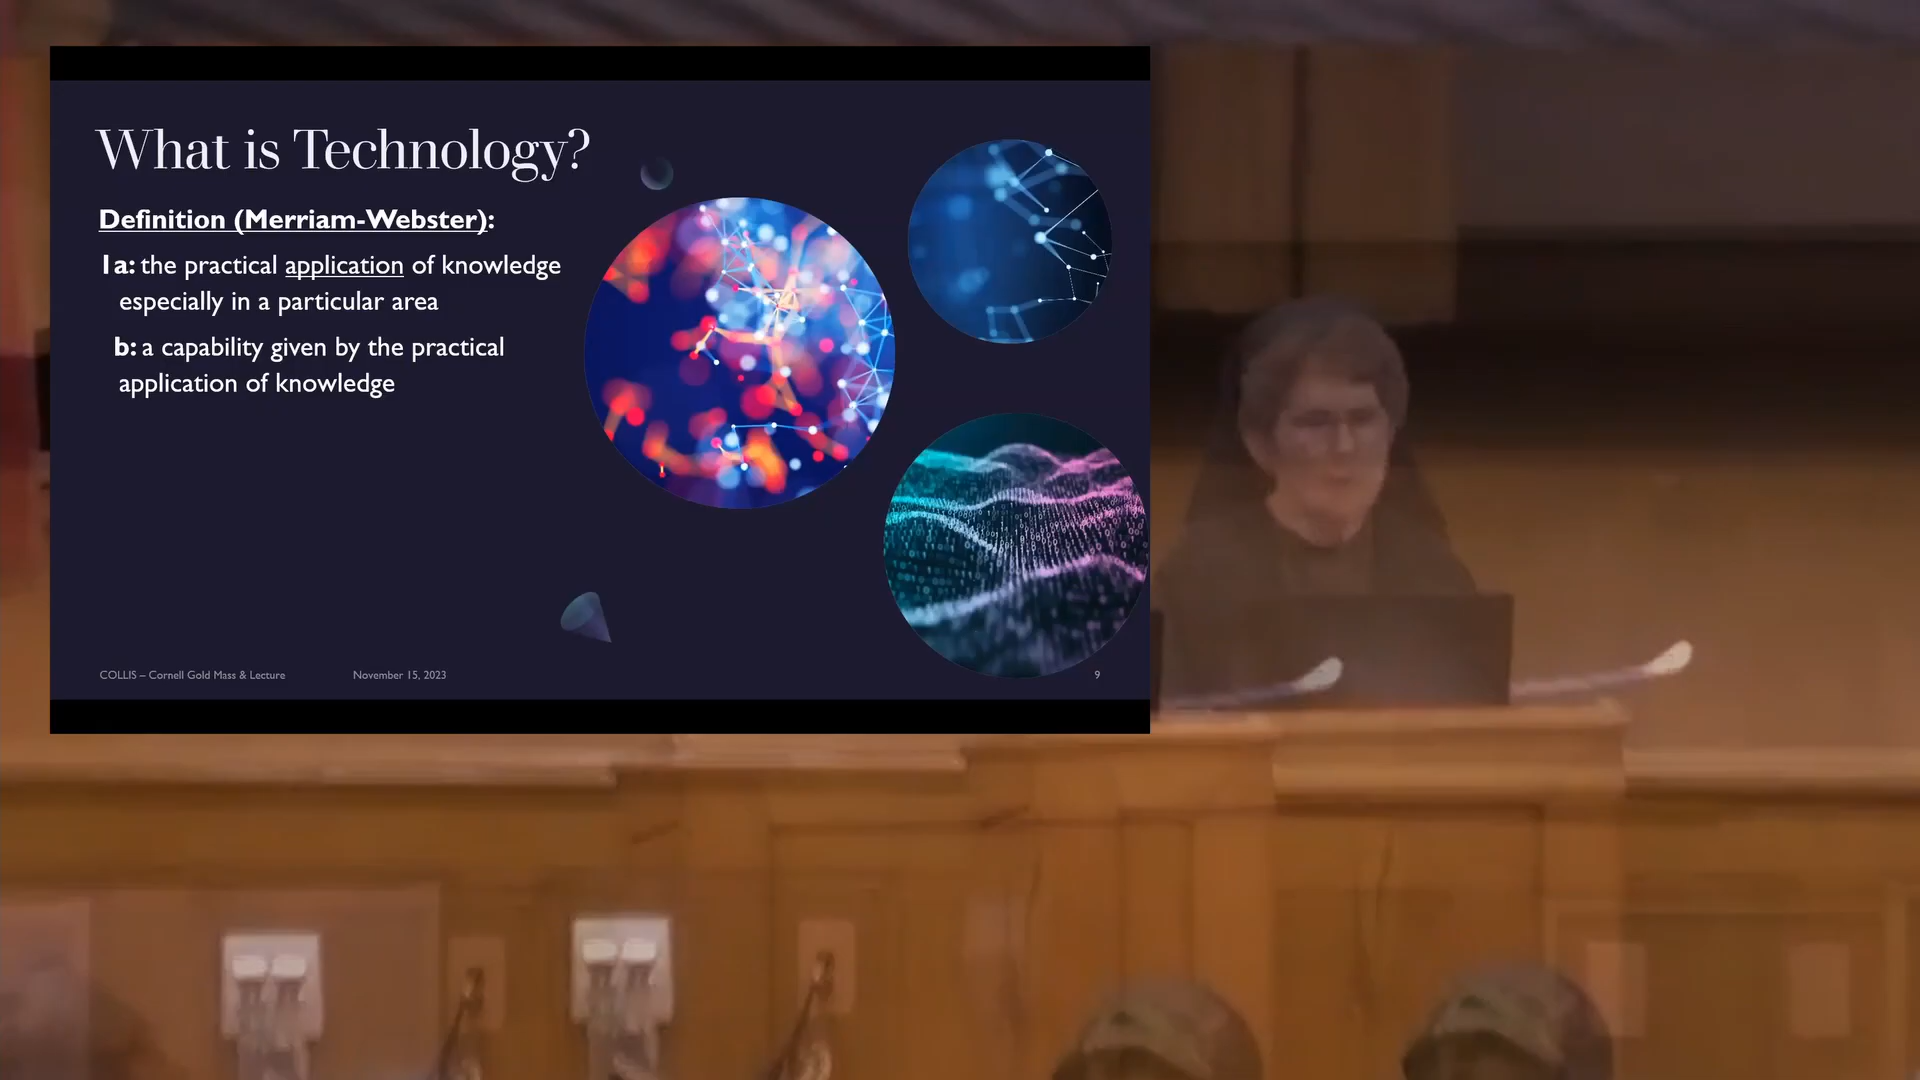 What is Technology?
Definition (Merriam-Webster):
1a: the practical application of knowledge
especially in a particular area
b: a capability given by the practical
application of knowledge
COLLIS – Cornell Gold Mass & Lecture November 15, 2023 9